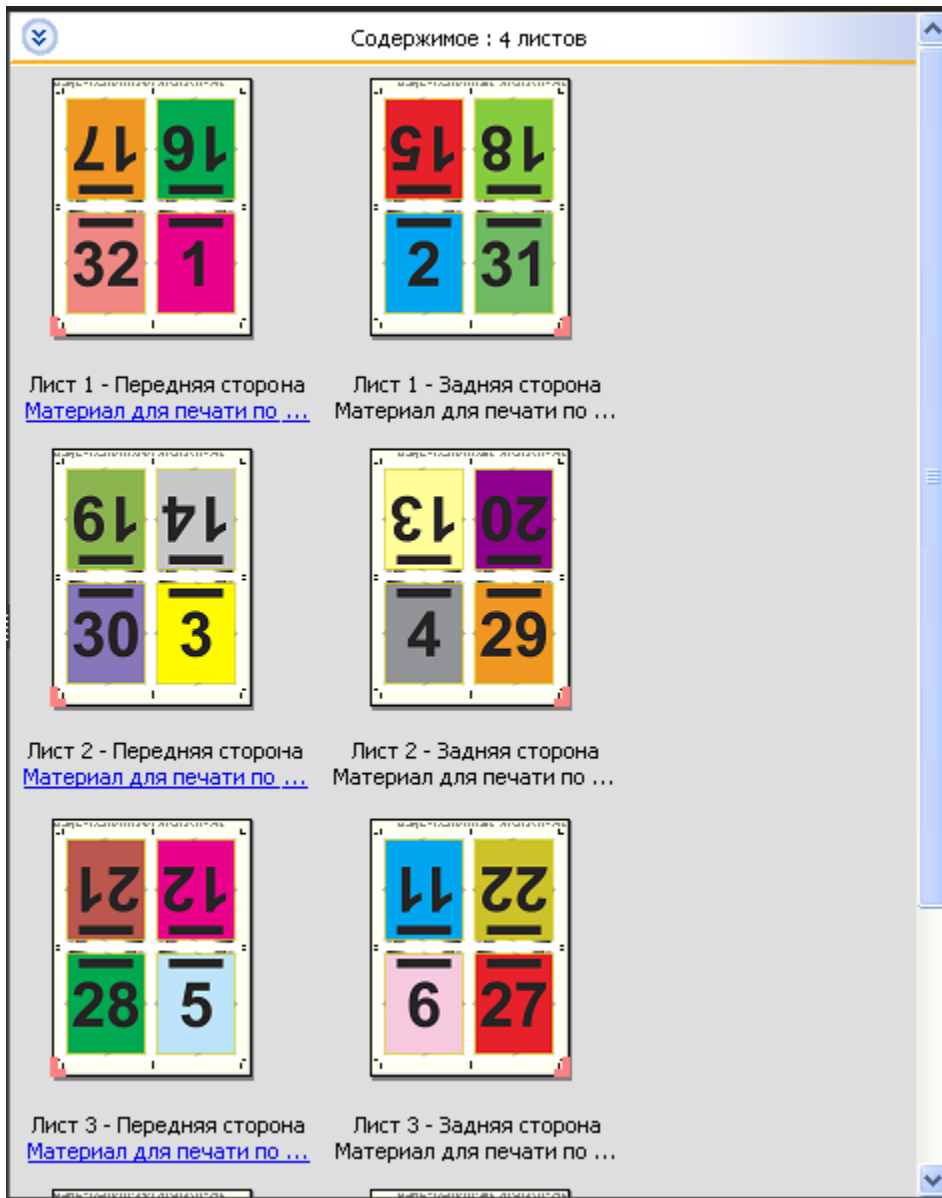 Содержимое : 4 листов
17 16
32 1
15 18
2 31
Лист 1 - Передняя сторона
Материал для печати по ...
Лист 1 - Задняя сторона
Материал для печати по ...
19 14
30 3
13 20
4 29
Лист 2 - Передняя сторона
Материал для печати по ...
Лист 2 - Задняя сторона
Материал для печати по ...
21 12
28 5
11 22
6 27
Лист 3 - Передняя сторона
Материал для печати по ...
Лист 3 - Задняя сторона
Материал для печати по ...